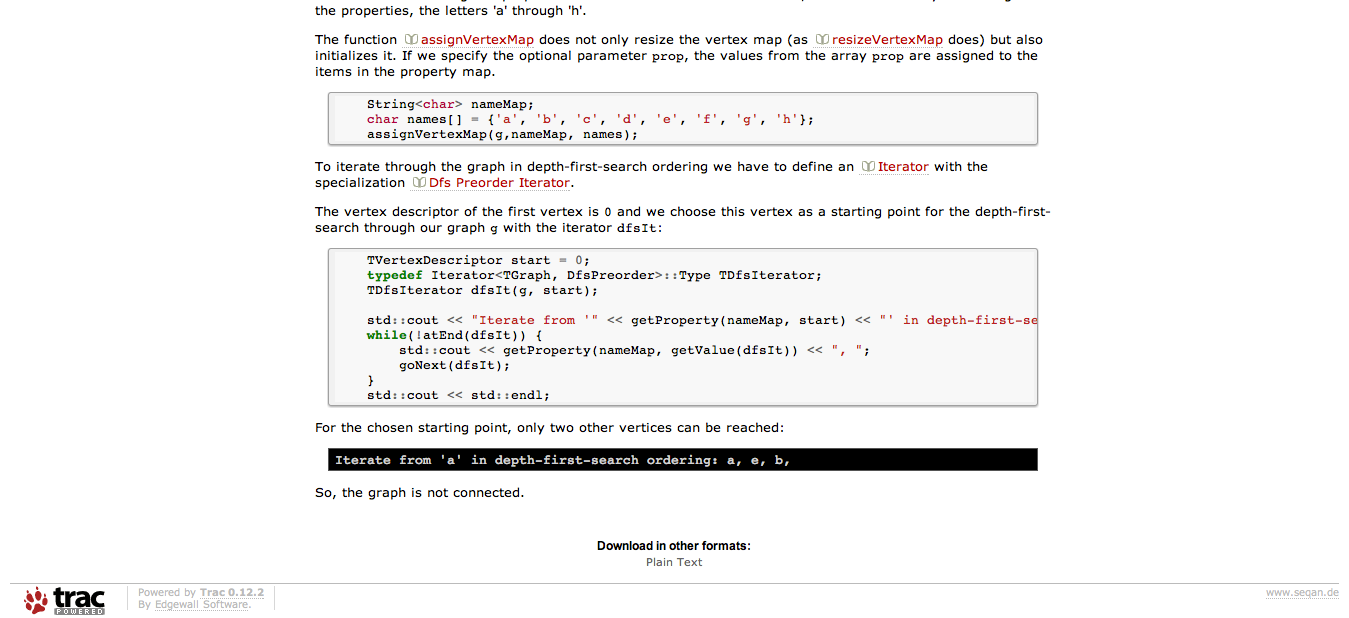 the properties, the letters 'a' through 'h'.
The function assignVertexMap does not only resize the vertex map (as resizeVertexMap does) but also
initializes it. If we specify the optional parameter prop, the values from the array prop are assigned to the
items in the property map.
String<char> nameMap;
char names[] = {'a', 'b', 'c', 'd', 'e', 'f', 'g', 'h'};
assignVertexMap(g,nameMap, names);
To iterate through the graph in depth-first-search ordering we have to define an Iterator with the
specialization Dfs Preorder Iterator.
The vertex descriptor of the first vertex is 0 and we choose this vertex as a starting point for the depth-first-
search through our graph g with the iterator dfsIt:
TVertexDescriptor start = 0;
typedef Iterator<TGraph, DfsPreorder>::Type TDfsIterator;
TDfsIterator dfsIt(g, start);
std::cout << "Iterate from '" << getProperty(nameMap, start) << "' in depth-first-se
while(!atEnd(dfsIt)) {
std::cout << getProperty(nameMap, getValue(dfsIt)) << ", ";
goNext(dfsIt);
}
std::cout << std::endl;
For the chosen starting point, only two other vertices can be reached:
Iterate from 'a' in depth-first-search ordering: a, e, b,
So, the graph is not connected.
Download in other formats:
Plain Text
trac
POWERED
Powered by Trac 0.12.2
By Edgewall Software.
www.seqan.de